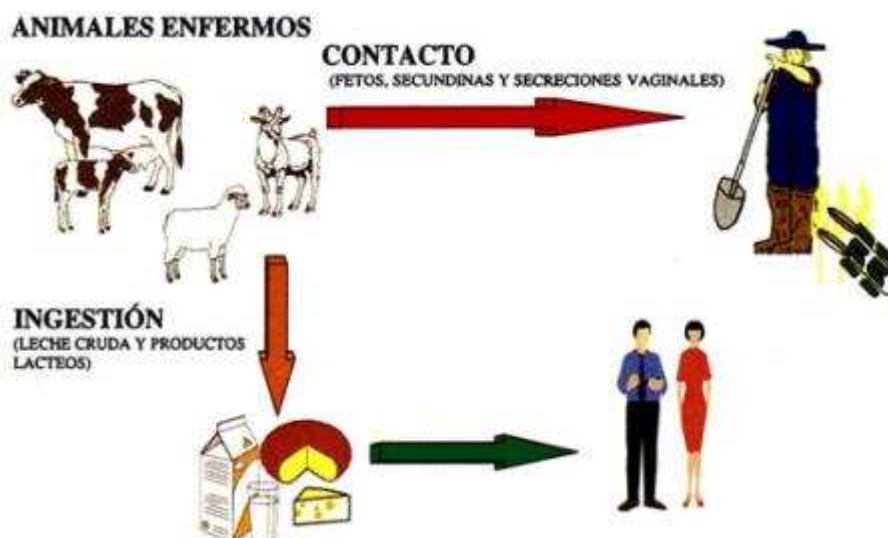 ANIMALES ENFERMOS
CONTACTO
(FETOS, SECUNDINAS Y SECRECIONES VAGINALES)
INGESTIÓN
(LECHE CRUDA Y PRODUCTOS
LACTEOS)